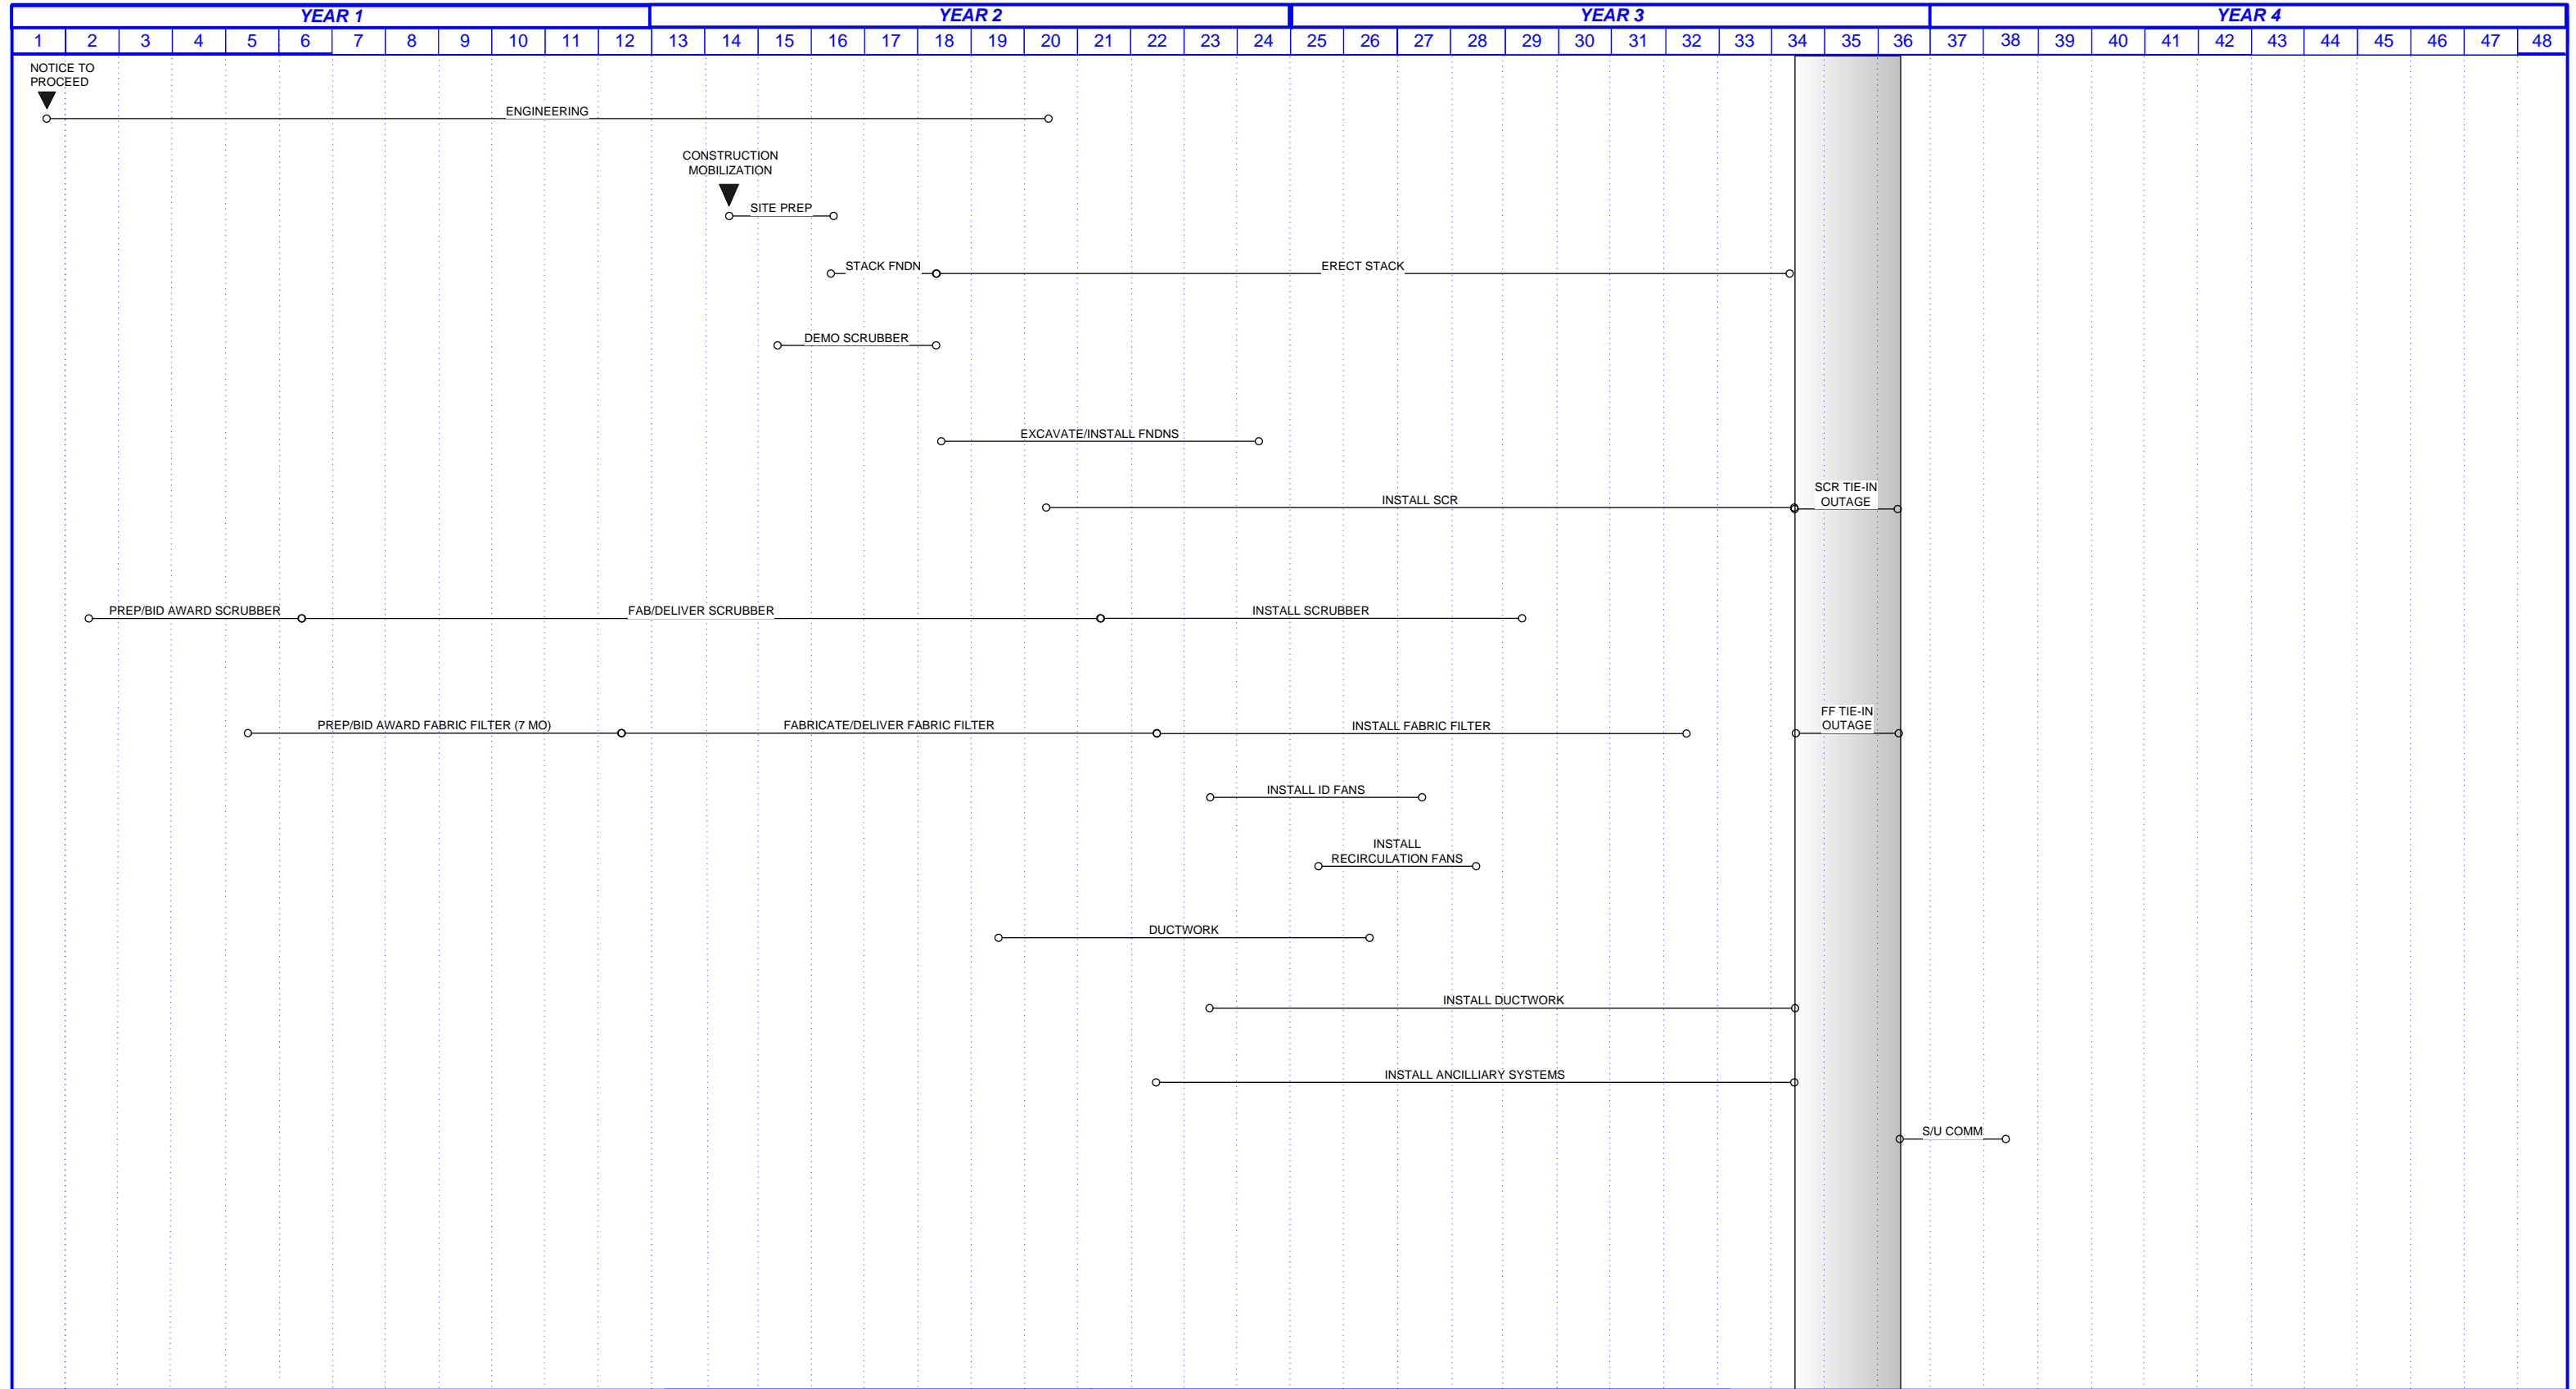 YEAR 1 YEAR 2 YEAR 3 YEAR 4
1 2 3 4 5 6 7 8 9 10 11 12 13 14 15 16 17 18 19 20 21 22 23 24 25 26 27 28 29 30 31 32 33 34 35 36 37 38 39 40 41 42 43 44 45 46 47 48
NOTICE TO
PROCEED
ENGINEERING
CONSTRUCTION
MOBILIZATION
SITE PREP
STACK FNDN ERECT STACK
DEMO SCRUBBER
EXCAVATE/INSTALL FNDNS
INSTALL SCR
SCR TIE-IN
OUTAGE
PREP/BID AWARD SCRUBBER FAB/DELIVER SCRUBBER INSTALL SCRUBBER
PREP/BID AWARD FABRIC FILTER (7 MO) FABRICATE/DELIVER FABRIC FILTER INSTALL FABRIC FILTER
FF TIE-IN
OUTAGE
INSTALL ID FANS
INSTALL
RECIRCULATION FANS
DUCTWORK
INSTALL DUCTWORK
INSTALL ANCILLIARY SYSTEMS
S/U COMM